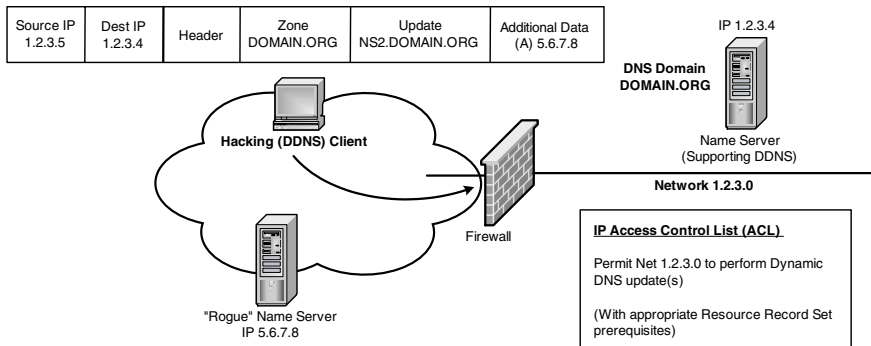 Source IP
1.2.3.5
Dest IP
1.2.3.4
Header
Zone
DOMAIN.ORG
Update
NS2.DOMAIN.ORG
Additional Data
(A) 5.6.7.8
IP 1.2.3.4
DNS Domain
DOMAIN.ORG
Name Server
(Supporting DDNS)
Hacking (DDNS) Client
Network 1.2.3.0
Firewall
"Rogue" Name Server
IP 5.6.7.8
IP Access Control List (ACL)
Permit Net 1.2.3.0 to perform Dynamic
DNS update(s)
(With appropriate Resource Record Set
prerequisites)